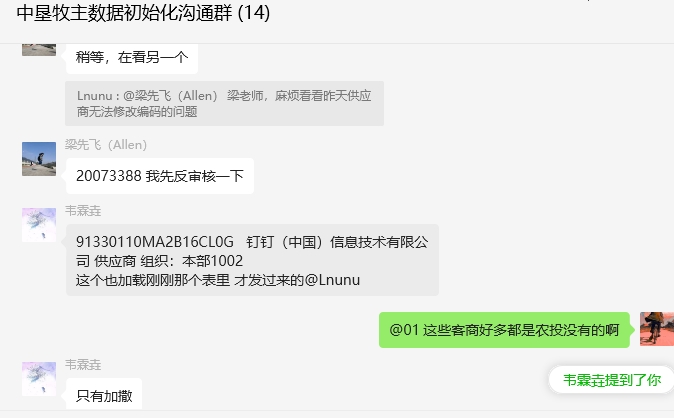 中垦牧主数据初始化沟通群 (14)
稍等，在看另一个
Lnunu : @梁先飞（Allen） 梁老师，麻烦看看昨天供应
商无法修改编码的问题
梁先飞（Allen）
20073388 我先反审核一下
韦霖垚
91330110MA2B16CL0G 钉钉（中国）信息技术有限公
司 供应商 组织：本部1002
这个也加载刚刚那个表里 才发过来的@Lnunu
@01 这些客商好多都是农投没有的啊
韦霖垚提到了你
韦霖垚
只有加撒